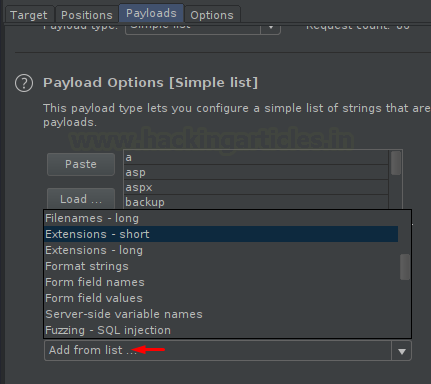 Target Positions Payloads Options
Payload type: Simple list Request count: 86
? Payload Options [Simple list]
This payload type lets you configure a simple list of strings that are
payloads.
www.hackingarticles.in
Paste
Load ...
a
asp
aspx
backup
Filenames - long
Extensions - short
Extensions - long
Format strings
Form field names
Form field values
Server-side variable names
Fuzzing - SQL injection
Add from list ...